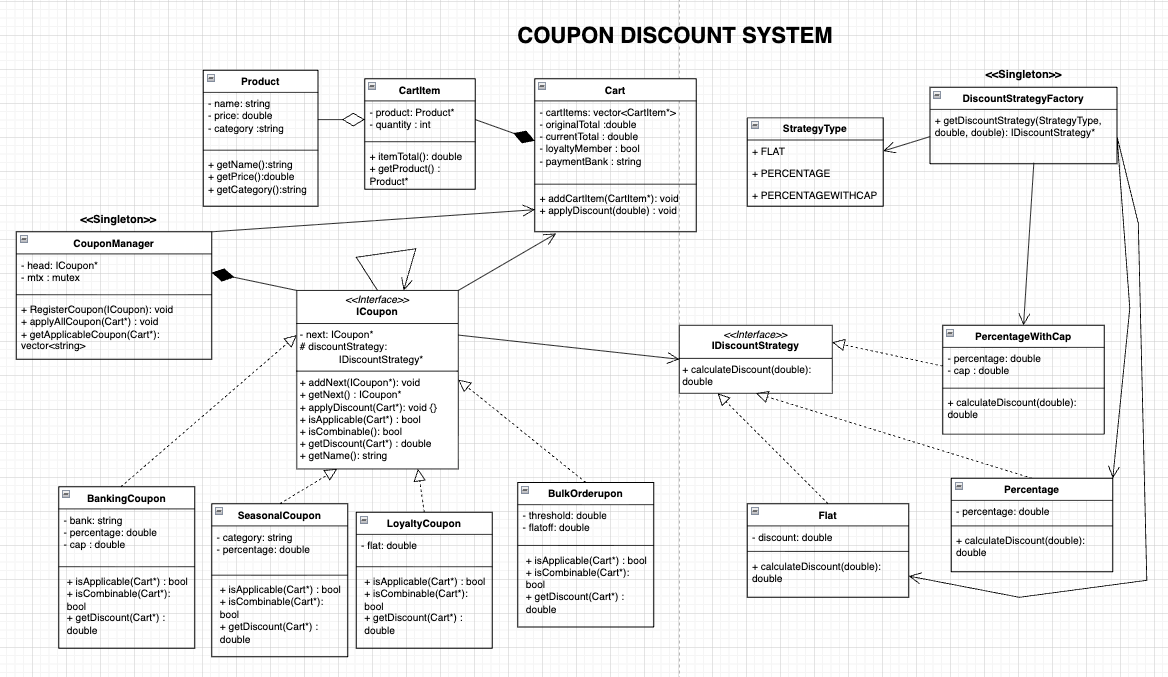 COUPON DISCOUNT SYSTEM
Product
- name: string
- price: double
- category :string
+ getName():string
+ getPrice():double
+ getCategory():string
CartItem
- product: Product*
- quantity : int
+ itemTotal(): double
+ getProduct() :
Product*
Cart
- cartItems: vector<CartItem*>
- originalTotal :double
- currentTotal : double
- loyaltyMember : bool
- paymentBank : string
+ addCartItem(CartItem*): void
+ applyDiscount(double) : void
StrategyType
+ FLAT
+ PERCENTAGE
+ PERCENTAGEWITHCAP
<<Singleton>>
DiscountStrategyFactory
+ getDiscountStrategy(StrategyType,
double, double): IDiscountStrategy*
<<Singleton>>
CouponManager
- head: ICoupon*
- mtx : mutex
+ RegisterCoupon(ICoupon): void
+ applyAllCoupon(Cart*) : void
+ getApplicableCoupon(Cart*):
vector<string>
<<Interface>>
ICoupon
- next: ICoupon*
# discountStrategy:
IDiscountStrategy*
+ addNext(ICoupon*): void
+ getNext() : ICoupon*
+ applyDiscount(Cart*): void {}
+ isApplicable(Cart*) : bool
+ isCombinable(): bool
+ getDiscount(Cart*) : double
+ getName(): string
<<Interface>>
IDiscountStrategy
+ calculateDiscount(double):
double
PercentageWithCap
- percentage: double
- cap : double
+ calculateDiscount(double):
double
BankingCoupon
- bank: string
- percentage: double
- cap : double
+ isApplicable(Cart*) : bool
+ isCombinable(Cart*):
bool
+ getDiscount(Cart*) :
double
SeasonalCoupon
- category: string
- percentage: double
+ isApplicable(Cart*) : bool
+ isCombinable(Cart*):
bool
+ getDiscount(Cart*) :
double
LoyaltyCoupon
- flat: double
+ isApplicable(Cart*) : bool
+ isCombinable(Cart*):
bool
+ getDiscount(Cart*) :
double
BulkOrderupon
- threshold: double
- flatoff: double
+ isApplicable(Cart*) : bool
+ isCombinable(Cart*):
bool
+ getDiscount(Cart*) :
double
Flat
- discount: double
+ calculateDiscount(double):
double
Percentage
- percentage: double
+ calculateDiscount(double):
double